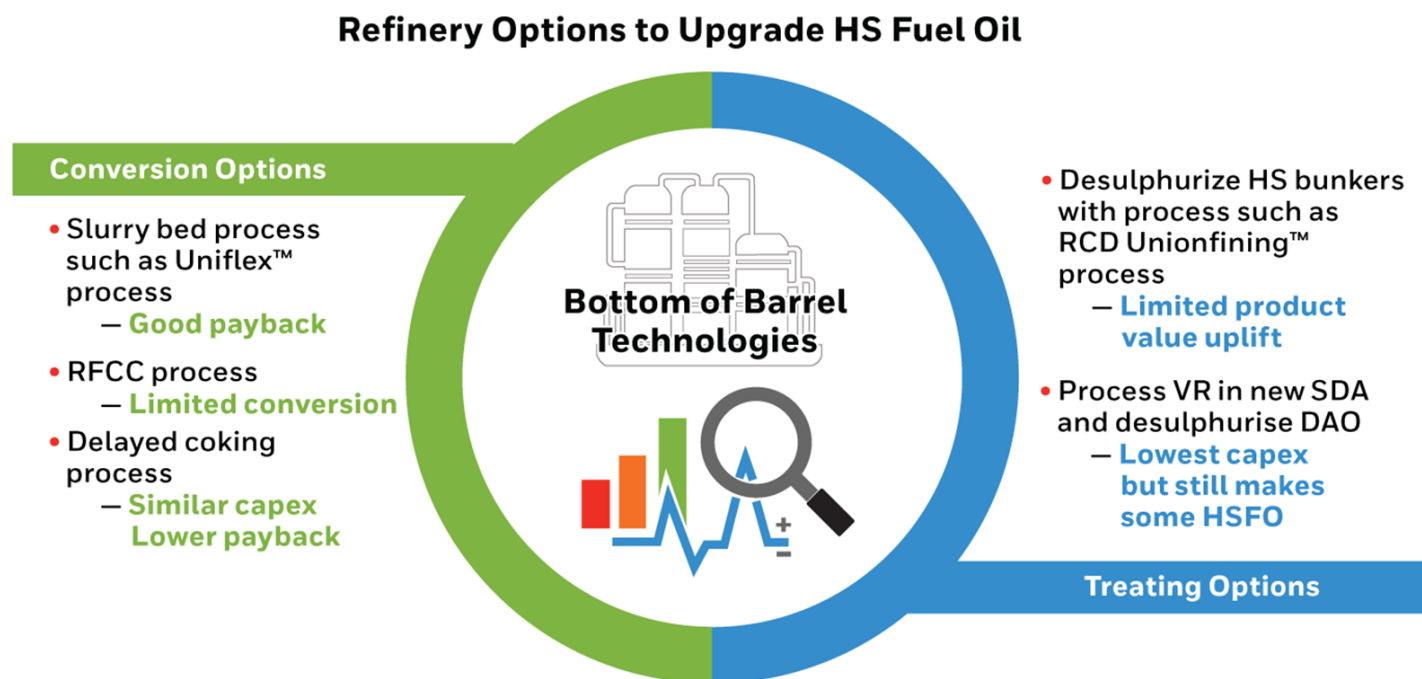 Refinery Options to Upgrade HS Fuel Oil
Conversion Options
• Slurry bed process
such as Uniflex™
process
— Good payback
• RFCC process
— Limited conversion
• Delayed coking
process
— Similar capex
Lower payback
Bottom of Barrel
Technologies
+
−
• Desulphurize HS bunkers
with process such as
RCD Unionfining™
process
— Limited product
value uplift
• Process VR in new SDA
and desulphurise DAO
— Lowest capex
but still makes
some HSFO
Treating Options